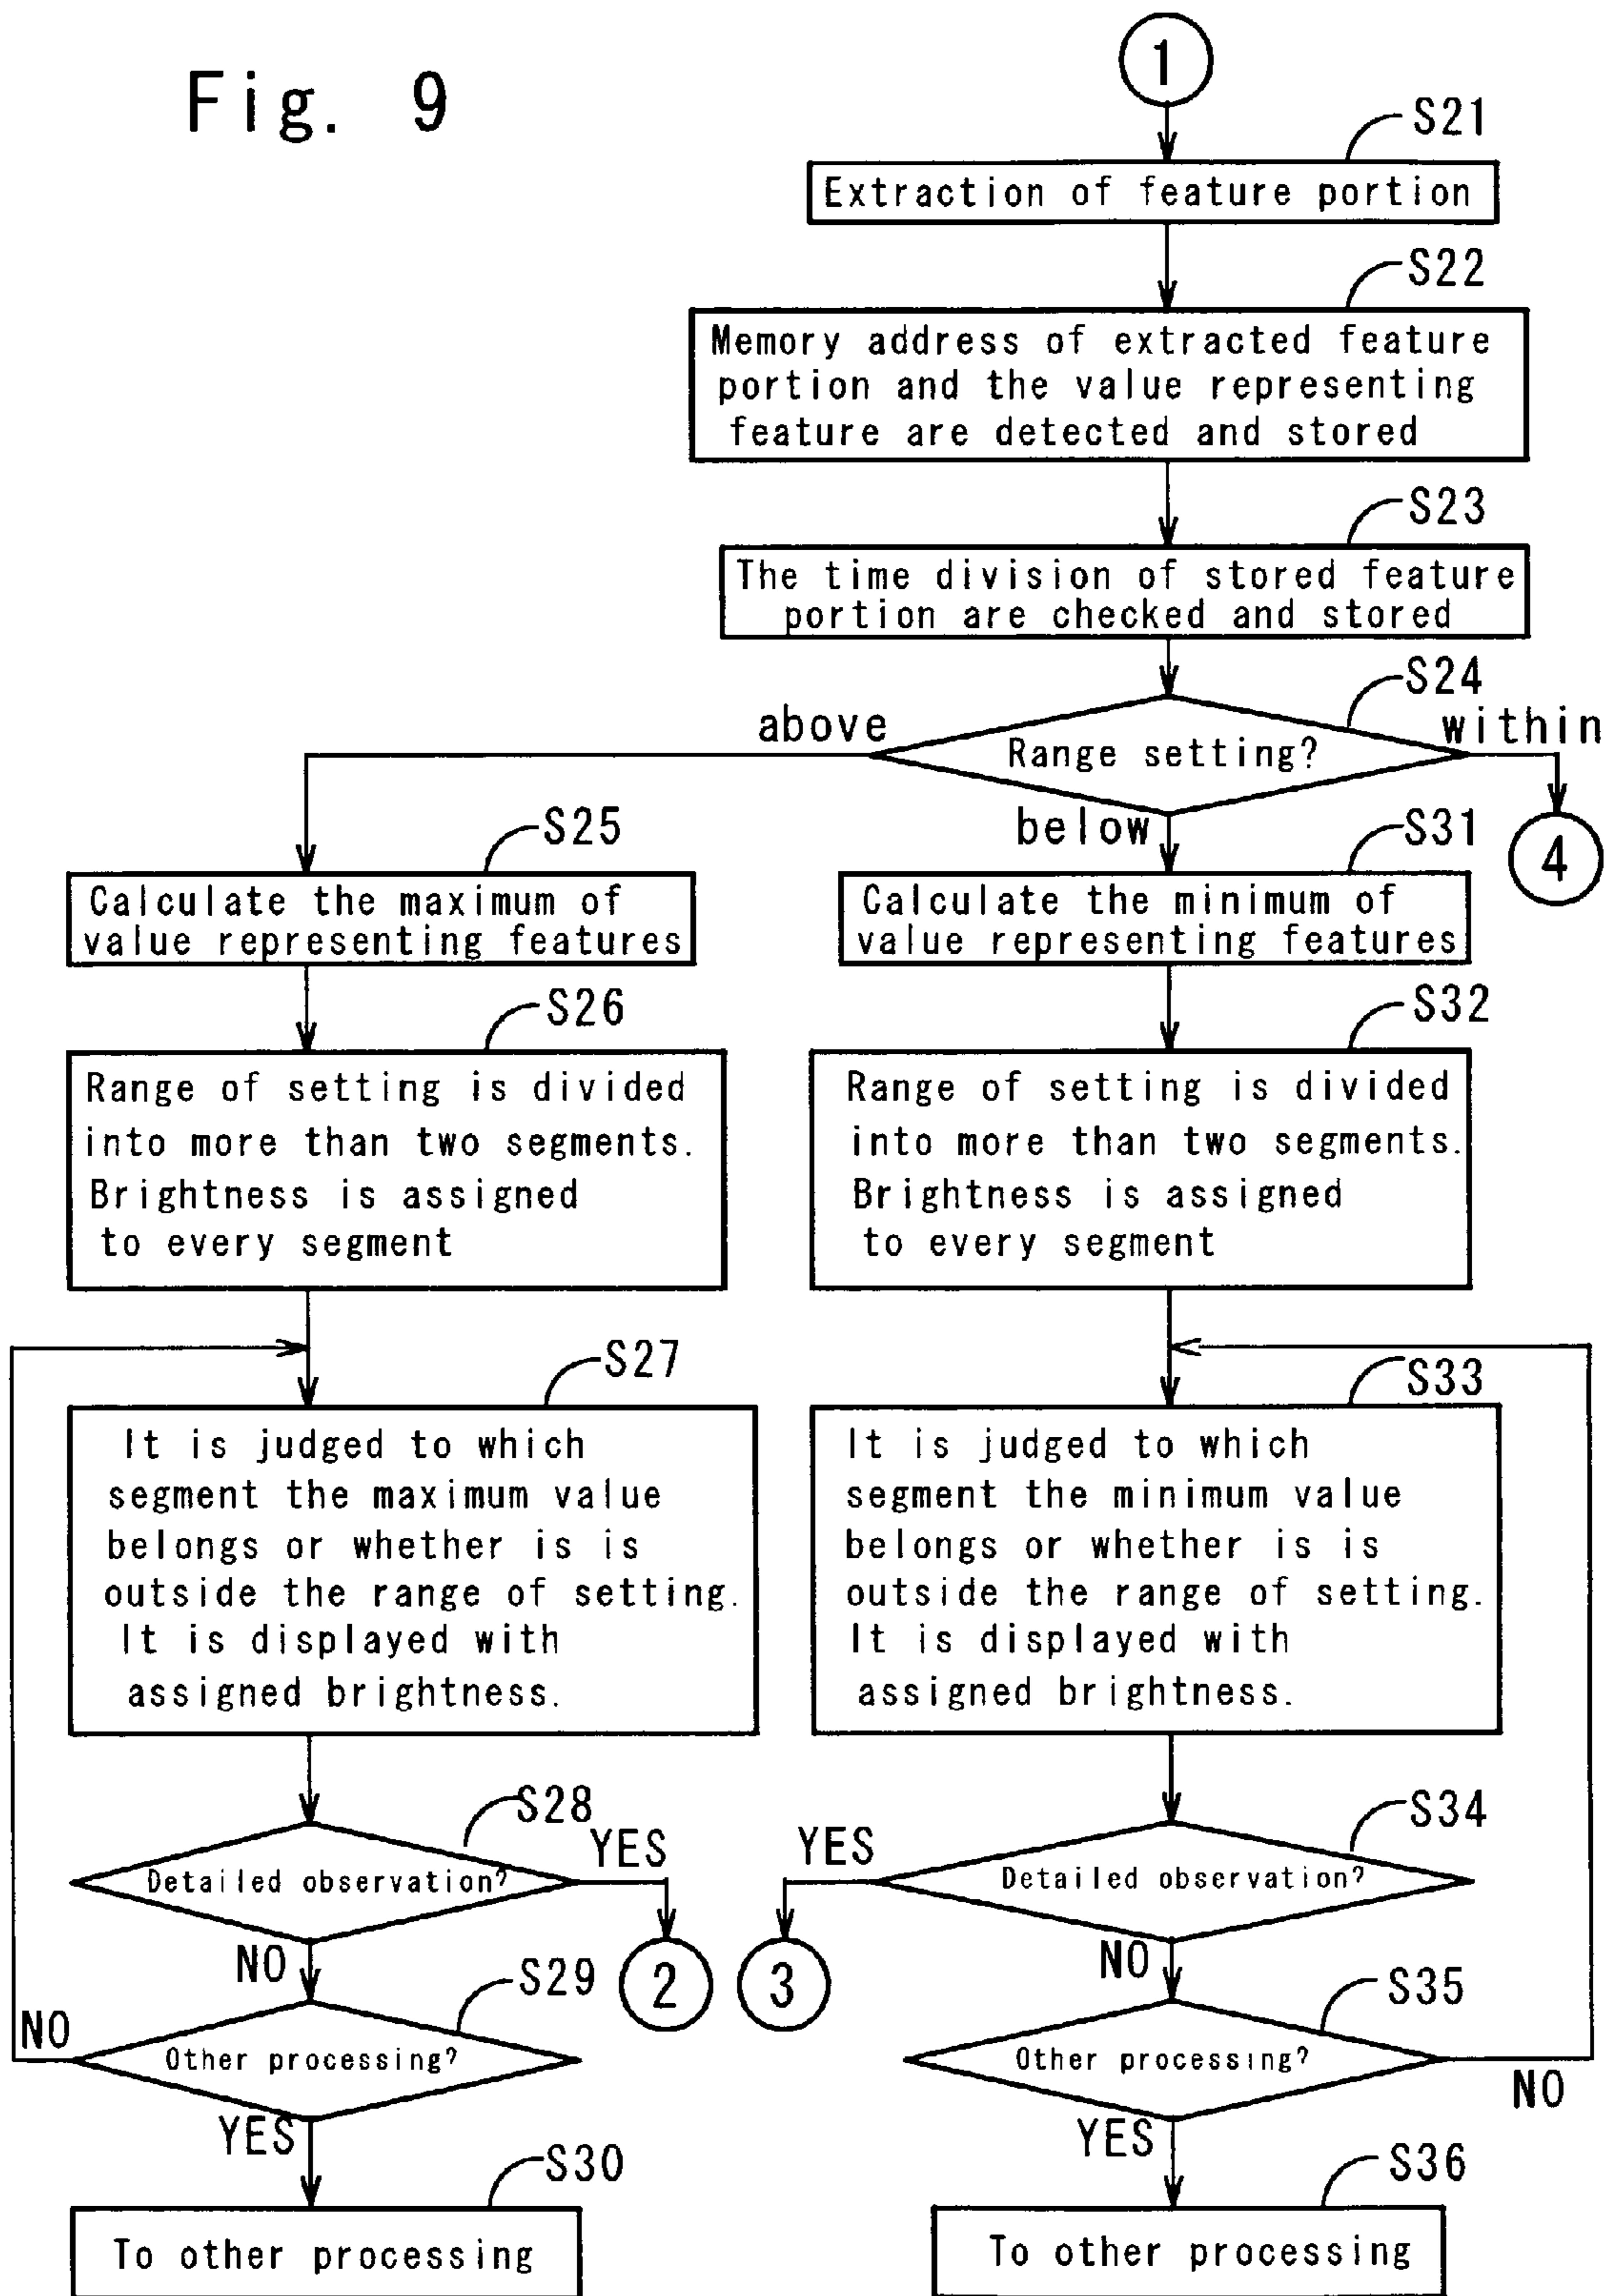 Fig. 9
1
S21
Extraction of feature portion
S22
Memory address of extracted feature
portion and the value representing
feature are detected and stored
S23
The time division of stored feature
portion are checked and stored
S24
above
Range setting?
within
4
below
S25
Calculate the maximum of
value representing features
S26
Range of setting is divided
into more than two segments.
Brightness is assigned
to every segment
S27
It is judged to which
segment the maximum value
belongs or whether is is
outside the range of setting.
It is displayed with
assigned brightness.
S28
Detailed observation?
YES
2
NO
S29
Other processing?
NO
YES
S30
To other processing
S31
Calculate the minimum of
value representing features
S32
Range of setting is divided
into more than two segments.
Brightness is assigned
to every segment
S33
It is judged to which
segment the minimum value
belongs or whether is is
outside the range of setting.
It is displayed with
assigned brightness.
S34
Detailed observation?
YES
3
NO
S35
Other processing?
NO
YES
S36
To other processing